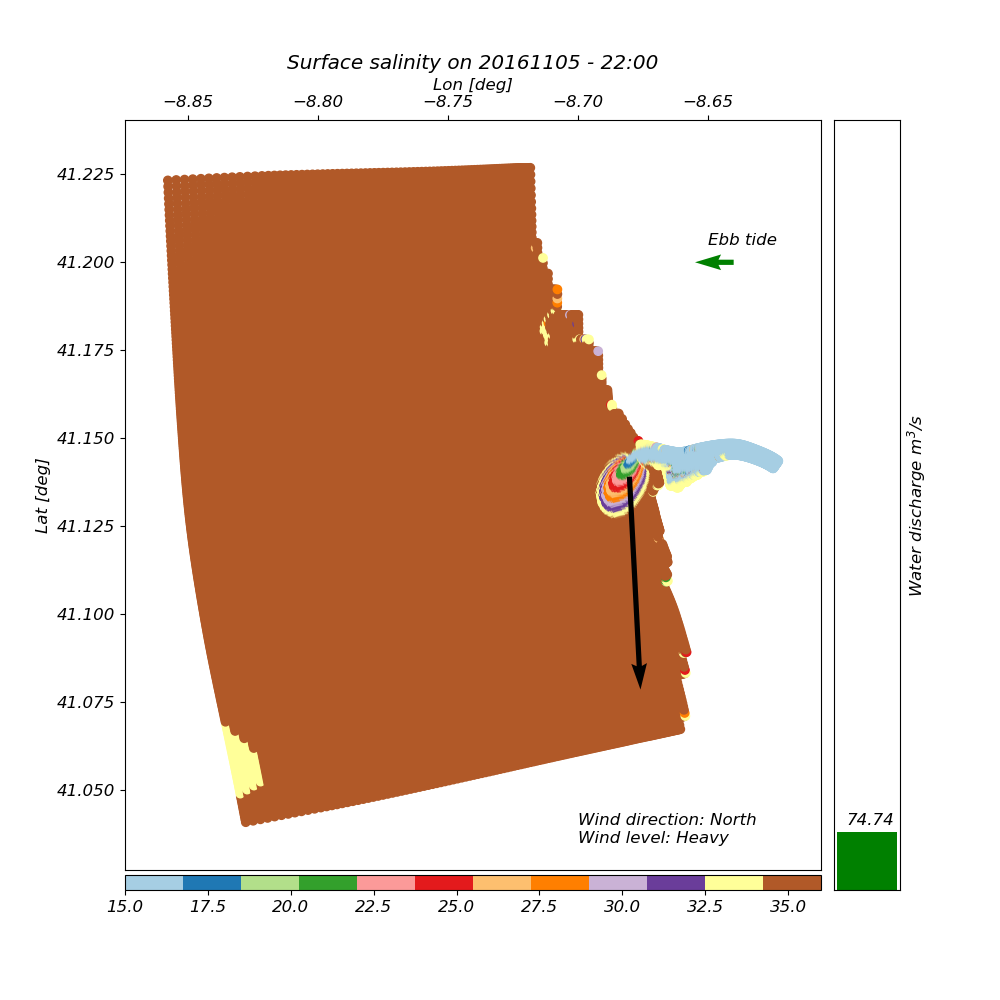 Surface salinity on 20161105 - 22:00
Lon [deg]
−8.85 −8.80 −8.75 −8.70 −8.65
41.225
41.200
41.175
41.150
41.125
41.100
41.075
41.050
Lat [deg]
Ebb tide
Wind direction: North
Wind level: Heavy
15.0 17.5 20.0 22.5 25.0 27.5 30.0 32.5 35.0
74.74
Water discharge m³/s